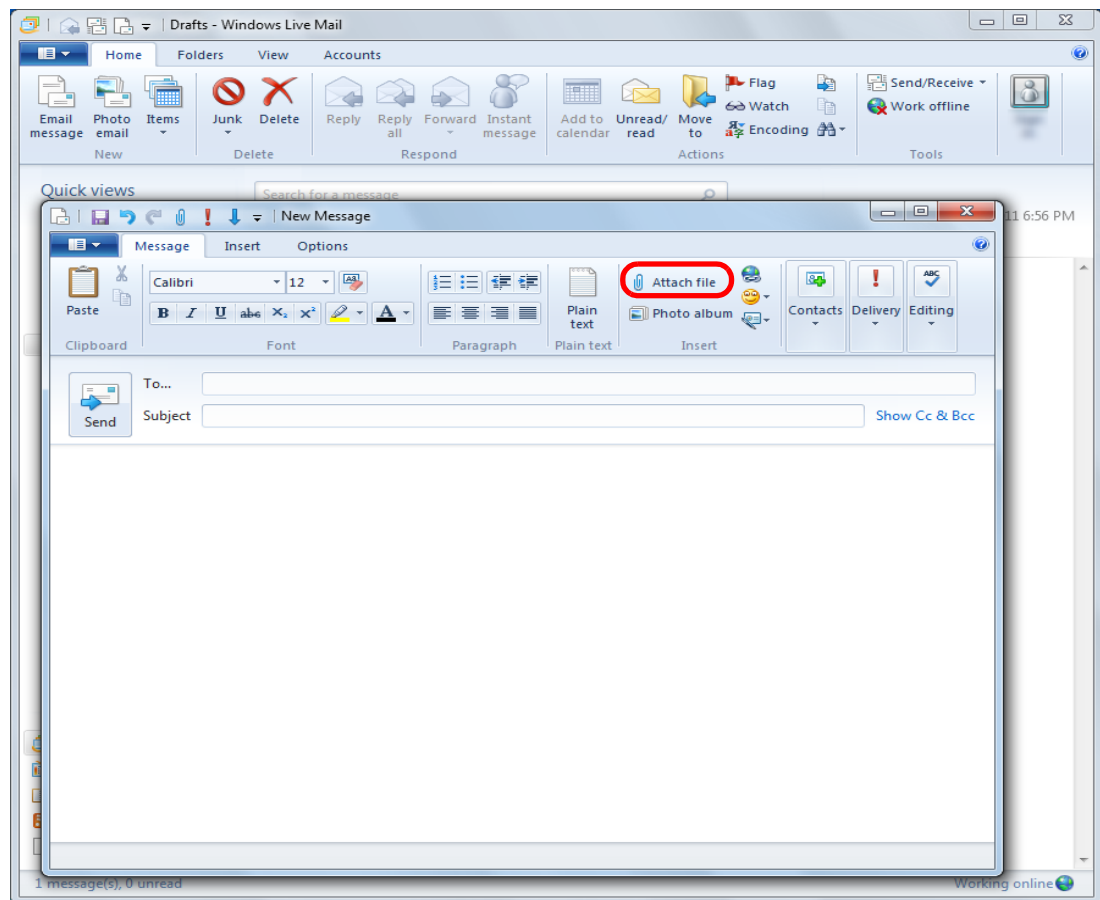 Drafts - Windows Live Mail
Home Folders View Accounts
Email message
Photo email
Items
Junk
Delete
Reply
Reply all
Forward
Instant message
Add to calendar
Unread/ read
Move to
Flag
Watch
Encoding
Send/Receive
Work offline
New Delete Respond Actions Tools
Quick views
Search for a message
11 6:56 PM
New Message
Message Insert Options
Paste
Calibri 12
B I U abc X₂ X²
A
Plain text
Attach file
Photo album
Contacts
Delivery
ABC
Editing
Clipboard Font Paragraph Plain text Insert
To...
Send
Subject
Show Cc & Bcc
1 message(s), 0 unread
Working online